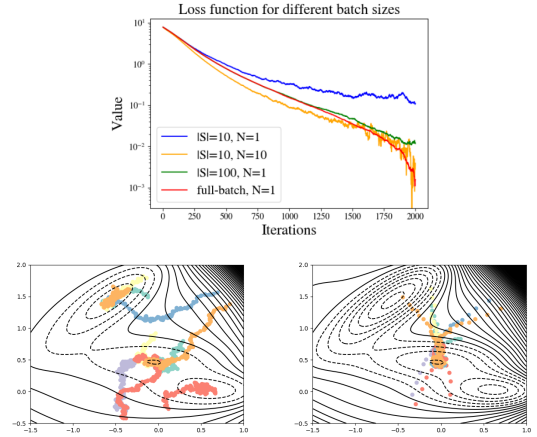 Loss function for different batch sizes
Value
10¹
10⁰
10⁻¹
10⁻²
10⁻³
|S|=10, N=1
|S|=10, N=10
|S|=100, N=1
full-batch, N=1
0 250 500 750 1000 1250 1500 1750 2000
Iterations
2.0 2.0
1.5 1.5
1.0 1.0
0.5 0.5
0.0 0.0
−0.5 −0.5
−1.5 −1.0 −0.5 0.0 0.5 1.0 −1.5 −1.0 −0.5 0.0 0.5 1.0